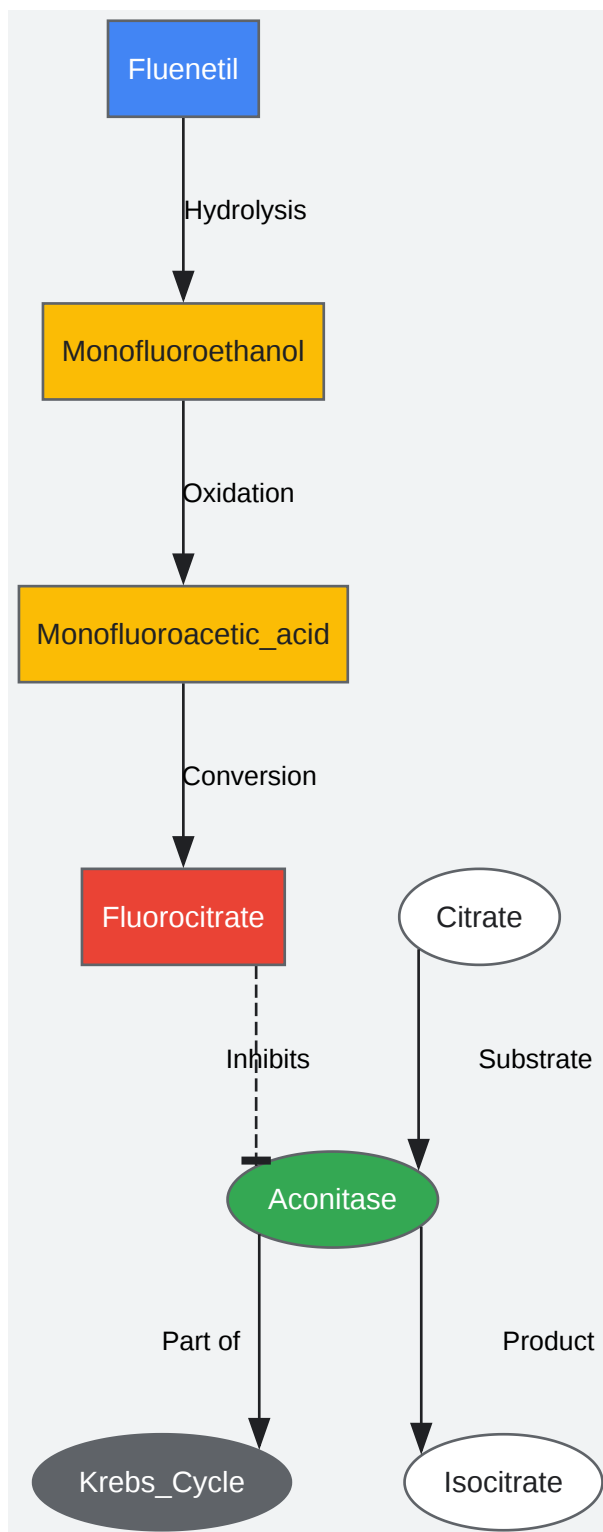 Fluenetil
Hydrolysis
Monofluoroethanol
Oxidation
Monofluoroacetic_acid
Conversion
Fluorocitrate
Citrate
Inhibits
Substrate
Aconitase
Part of
Product
Krebs_Cycle
Isocitrate